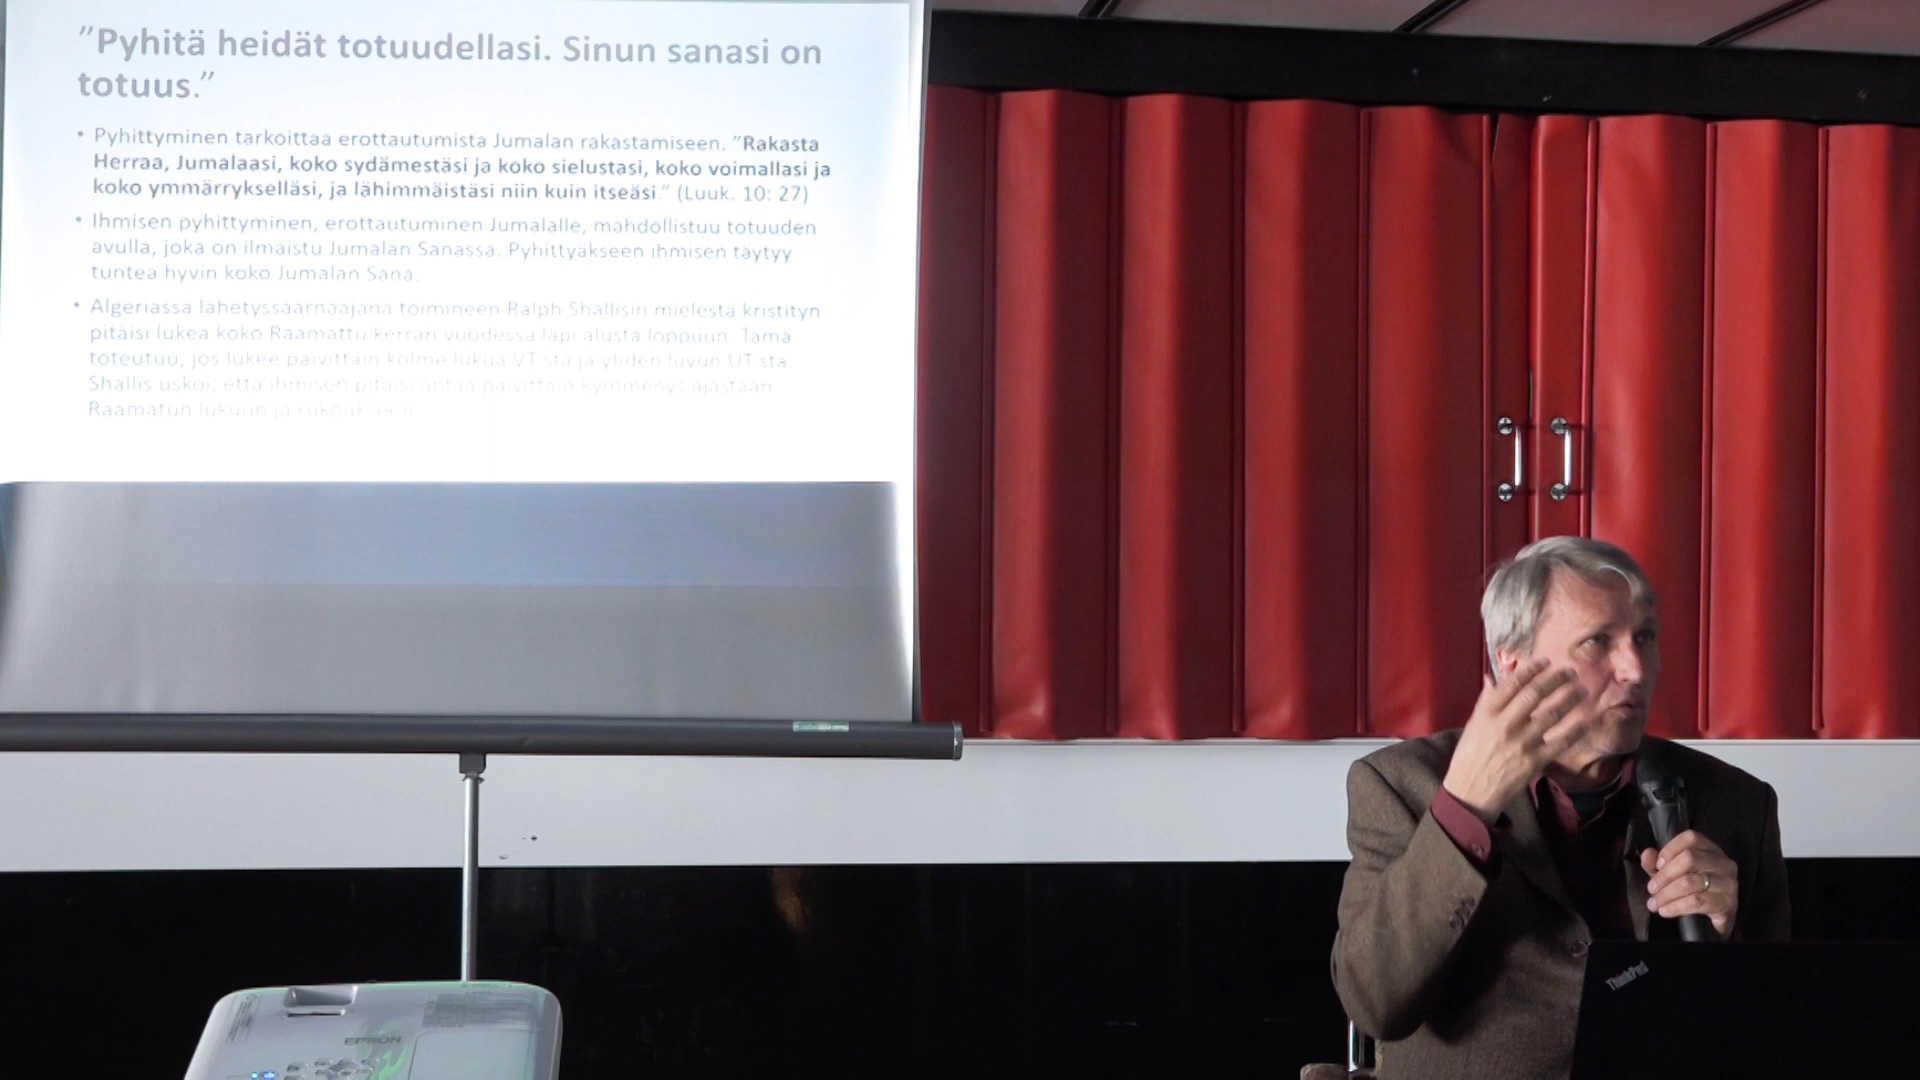 ”Pyhitä heidät totuudellasi. Sinun sanasi on
totuus.”
• Pyhittyminen tarkoittaa erottautumista Jumalan rakastamiseen. ”Rakasta
Herraa, Jumalaasi, koko sydämestäsi ja koko sielustasi, koko voimallasi ja
koko ymmärrykselläsi, ja lähimmäistäsi niin kuin itseäsi.” (Luuk. 10: 27)
• Ihmisen pyhittyminen, erottautuminen Jumalalle, mahdollistuu totuuden
avulla, joka on ilmaistu Jumalan Sanassa. Pyhittyäkseen ihmisen täytyy
tuntea hyvin koko Jumalan Sana.
• Algeriassa lähetyssaarnaajana toimineen Ralph Shallisin mielestä kristityn
pitäisi lukea koko Raamattu kerran vuodessa läpi alusta loppuun. Tämä
toteutuu, jos lukee päivittäin kolme lukua VT:stä ja yhden luvun UT:stä.
Shallis uskoi, että ihmisen pitäisi antaa päivittäin kymmenys ajastaan
Raamatun lukuun ja rukoukseen.
EPSON
ThinkPad